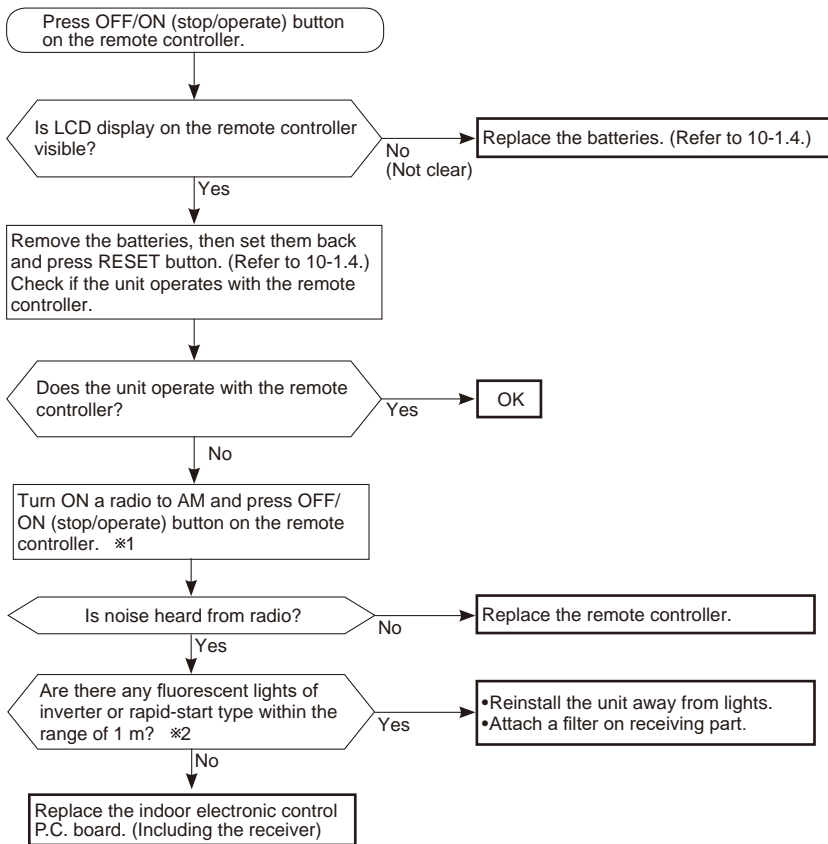 Press OFF/ON (stop/operate) button
on the remote controller.
Is LCD display on the remote controller
visible?
No
(Not clear)
Replace the batteries. (Refer to 10-1.4.)
Yes
Remove the batteries, then set them back
and press RESET button. (Refer to 10-1.4.)
Check if the unit operates with the remote
controller.
Does the unit operate with the remote
controller?
Yes
OK
No
Turn ON a radio to AM and press OFF/
ON (stop/operate) button on the remote
controller. ※1
Is noise heard from radio?
No
Replace the remote controller.
Yes
Are there any fluorescent lights of
inverter or rapid-start type within the
range of 1 m? ※2
Yes
•Reinstall the unit away from lights.
•Attach a filter on receiving part.
No
Replace the indoor electronic control
P.C. board. (Including the receiver)